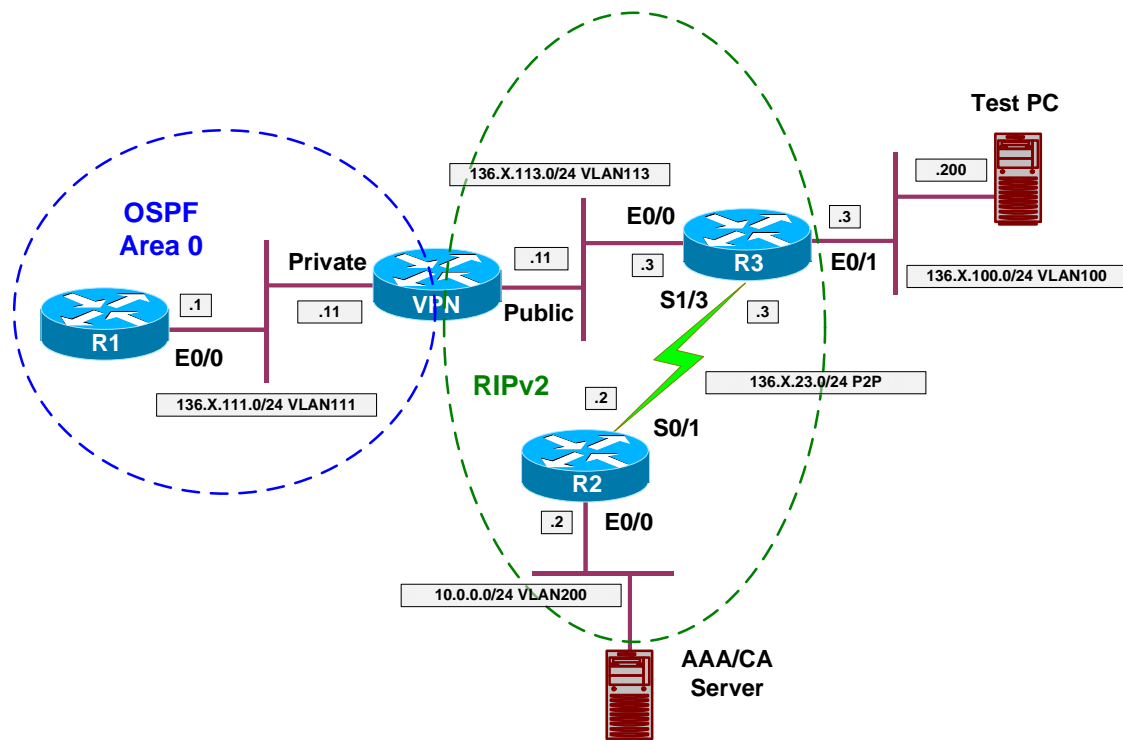 Test PC
.200
136.X.113.0/24 VLAN113
OSPF
Area 0
E0/0
.3
Private
.11
R3
E0/1
.3
.1
.11
VPN
Public
S1/3
136.X.100.0/24 VLAN100
R1
E0/0
.3
RIPv2
136.X.23.0/24 P2P
136.X.111.0/24 VLAN111
.2
S0/1
R2
.2
E0/0
10.0.0.0/24 VLAN200
AAA/CA
Server